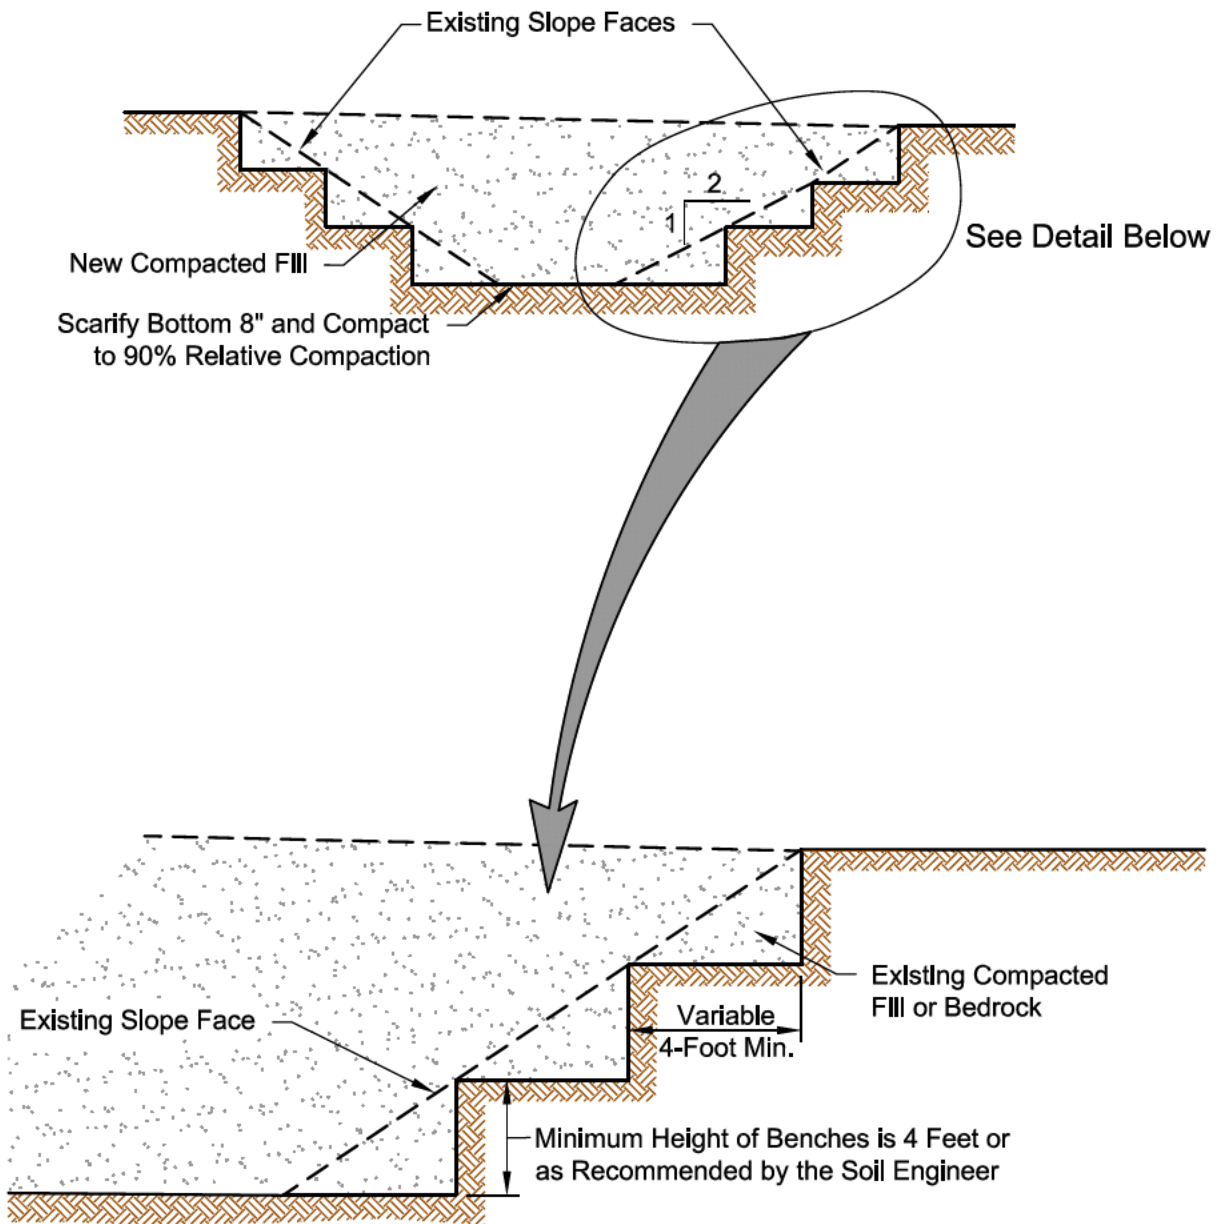 Existing Slope Faces
2
1
See Detail Below
New Compacted Fill
Scarify Bottom 8" and Compact
to 90% Relative Compaction
Existing Compacted
Fill or Bedrock
Variable
4-Foot Min.
Existing Slope Face
Minimum Height of Benches is 4 Feet or
as Recommended by the Soil Engineer